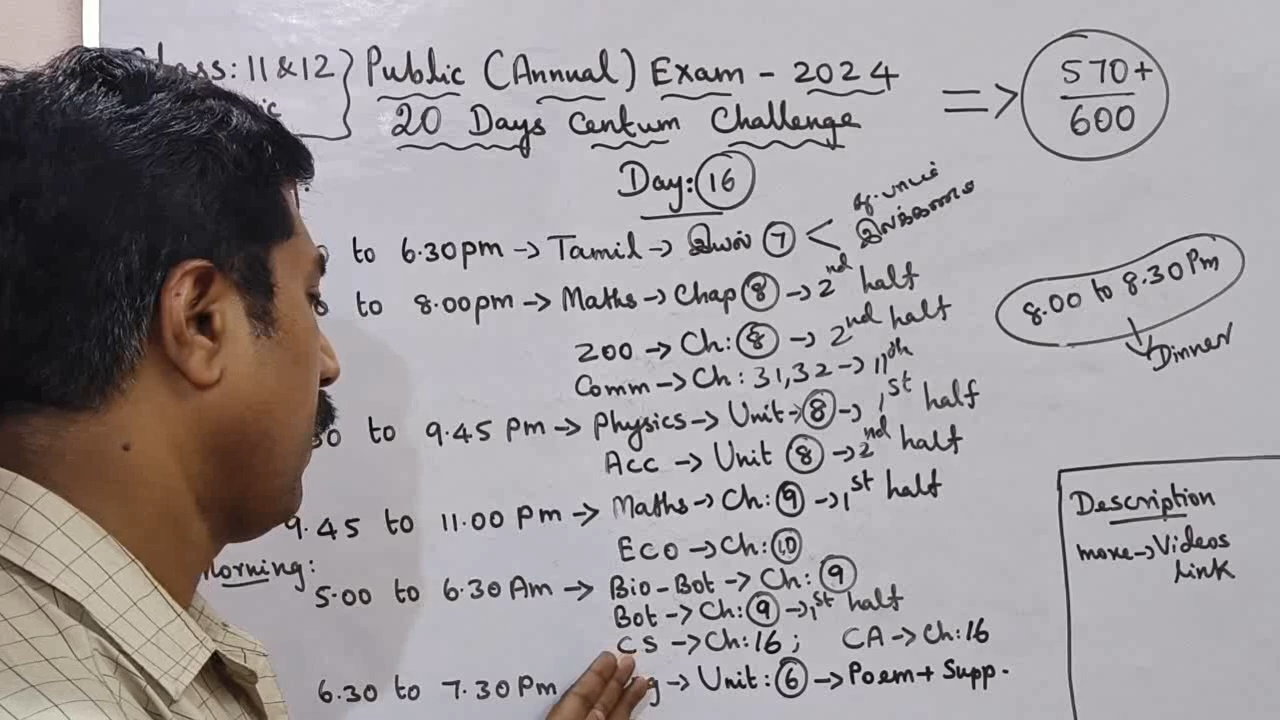 class: 11 & 12 } Public (Annual) Exam - 2024 => 570+
20 Days Centum Challenge 600
Day: 16
to 6.30pm -> Tamil -> இயல் 7 <
இலக்கணம்
to 8.00pm -> Maths -> Chap 8 -> 2nd half
8.00 to 8.30 Pm
Dinner
Zoo -> Ch: 8 -> 2nd half
Comm -> Ch: 31,32 -> 11th
to 9.45 Pm -> Physics -> Unit -> 8 -> 1st half
Acc -> Unit 8 -> 2nd half
9.45 to 11.00 Pm -> Maths -> Ch: 9 -> 1st half
ECO -> Ch: 10
Morning:
5.00 to 6.30 Am -> Bio-Bot -> Ch: 9
Bot -> Ch: 9 -> 1st half
CS -> Ch: 16; CA -> Ch: 16
6.30 to 7.30 Pm -> Unit: 6 -> Poem + Supp.
Description
more -> Videos
link